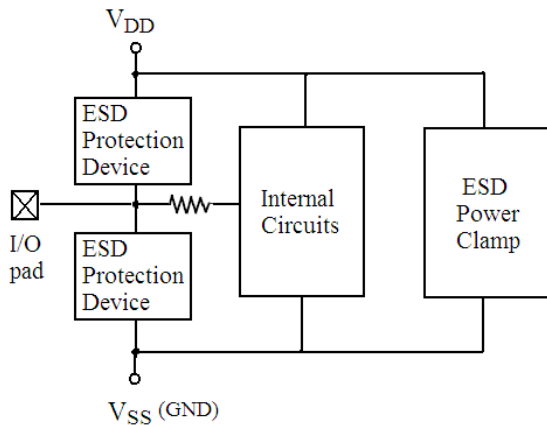 VDD
ESD
Protection
Device
Internal
Circuits
ESD
Power
Clamp
I/O
pad
ESD
Protection
Device
VSS (GND)